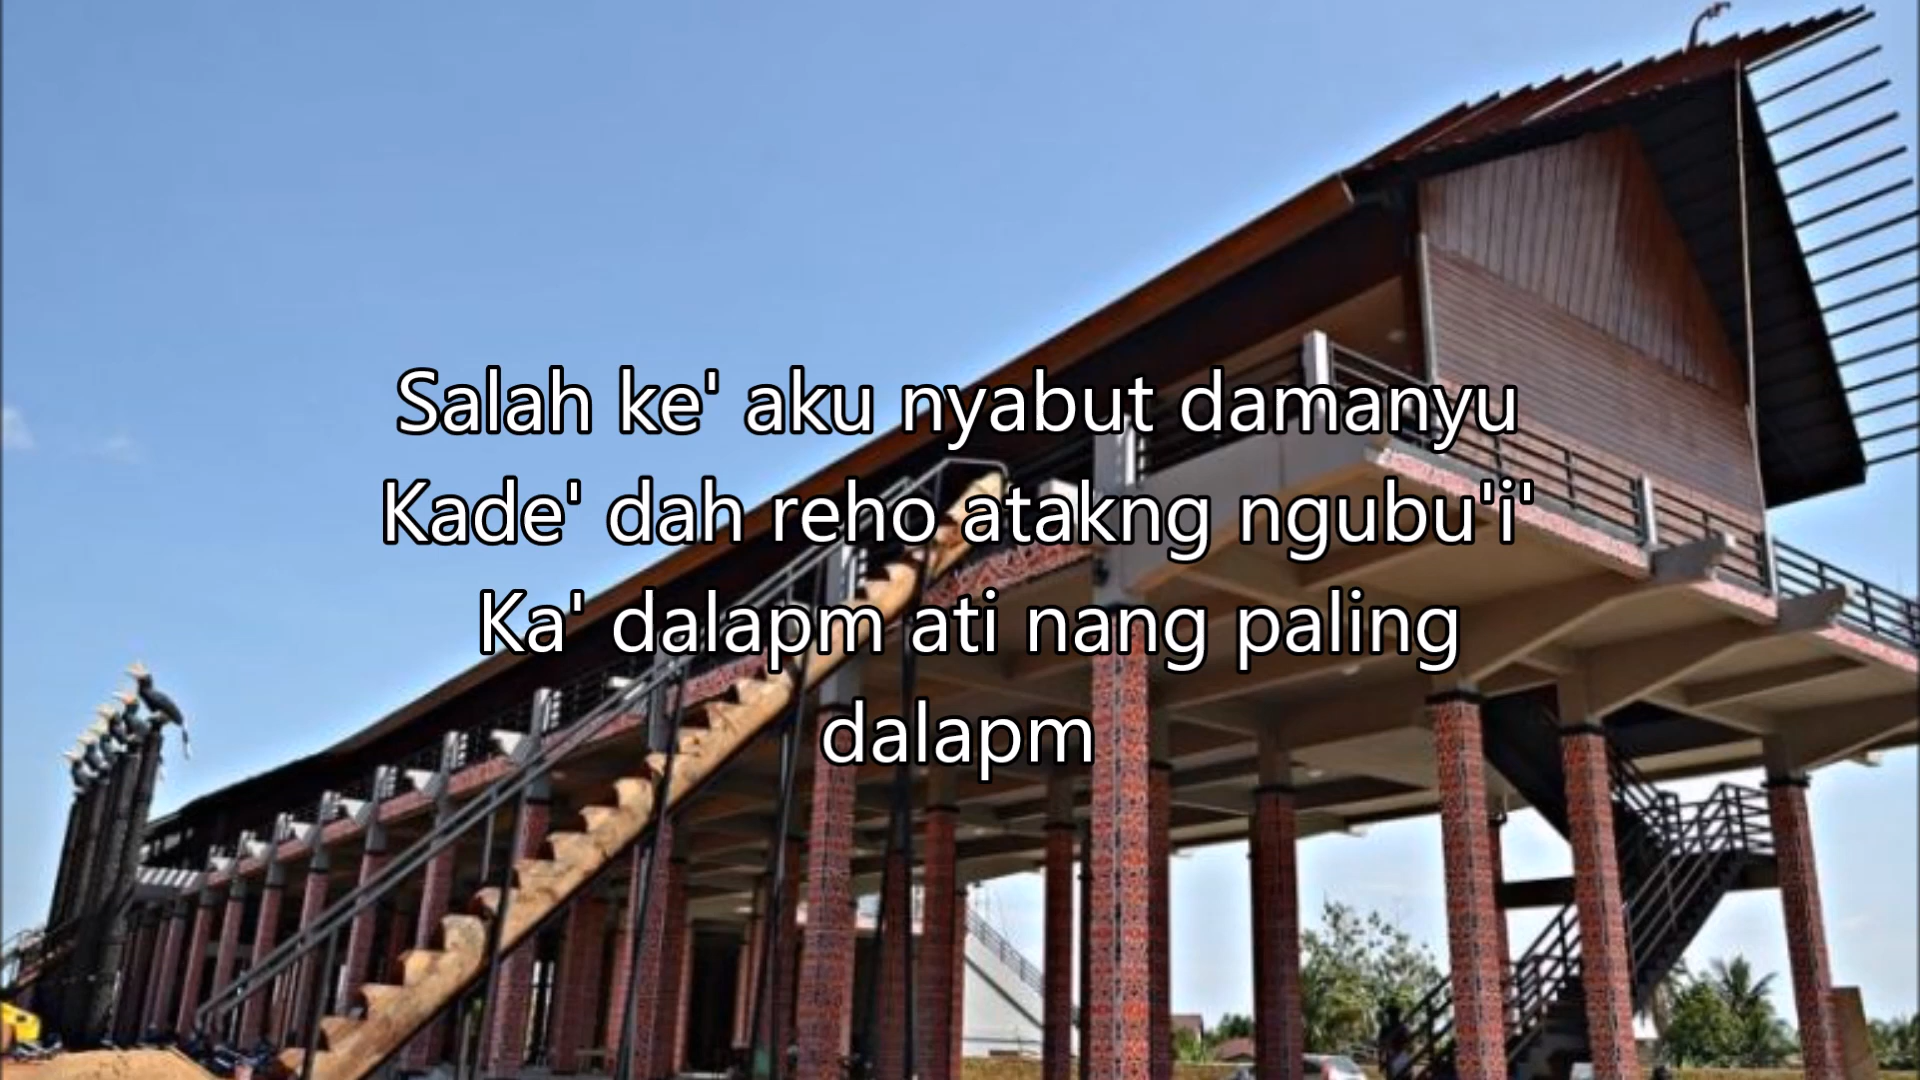 Salah ke' aku nyabut damanyu
Kade' dah reho atakng ngubu'i'
Ka' dalapm ati nang paling
dalapm